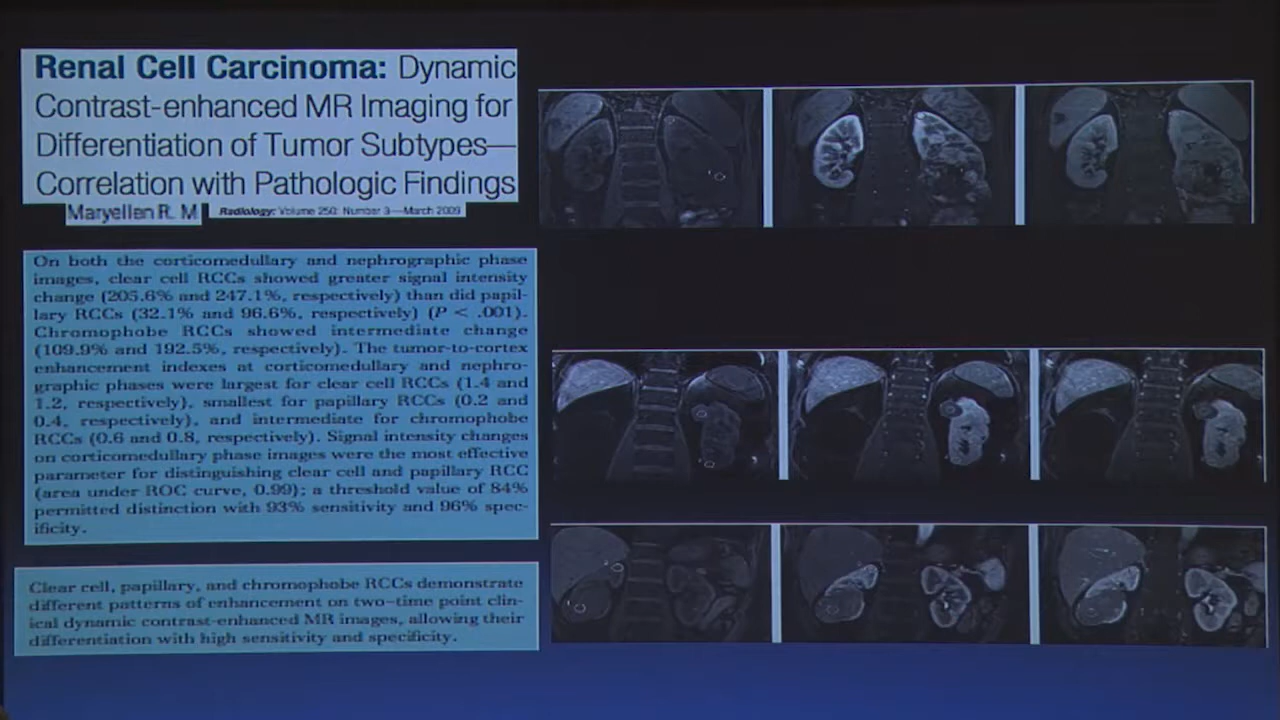 Renal Cell Carcinoma: Dynamic
Contrast-enhanced MR Imaging for
Differentiation of Tumor Subtypes—
Correlation with Pathologic Findings
Maryellen R. M
Radiology: Volume 250: Number 3—March 2009
On both the corticomedullary and nephrographic phase
images, clear cell RCCs showed greater signal intensity
change (205.6% and 247.1%, respectively) than did papil-
lary RCCs (32.1% and 96.6%, respectively) (P < .001).
Chromophobe RCCs showed intermediate change
(109.9% and 192.5%, respectively). The tumor-to-cortex
enhancement indexes at corticomedullary and nephro-
graphic phases were largest for clear cell RCCs (1.4 and
1.2, respectively), smallest for papillary RCCs (0.2 and
0.4, respectively), and intermediate for chromophobe
RCCs (0.6 and 0.8, respectively). Signal intensity changes
on corticomedullary phase images were the most effective
parameter for distinguishing clear cell and papillary RCC
(area under ROC curve, 0.99); a threshold value of 84%
permitted distinction with 93% sensitivity and 96% spec-
ificity.
Clear cell, papillary, and chromophobe RCCs demonstrate
different patterns of enhancement on two-time point clin-
ical dynamic contrast-enhanced MR images, allowing their
differentiation with high sensitivity and specificity.